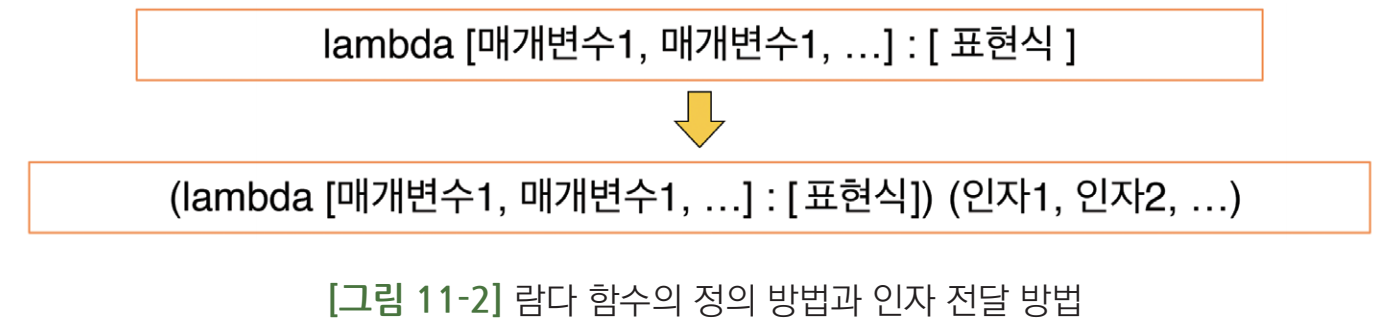 lambda [매개변수1, 매개변수1, …] : [ 표현식 ]
(lambda [매개변수1, 매개변수1, …] : [표현식]) (인자1, 인자2, …)
[그림 11-2] 람다 함수의 정의 방법과 인자 전달 방법